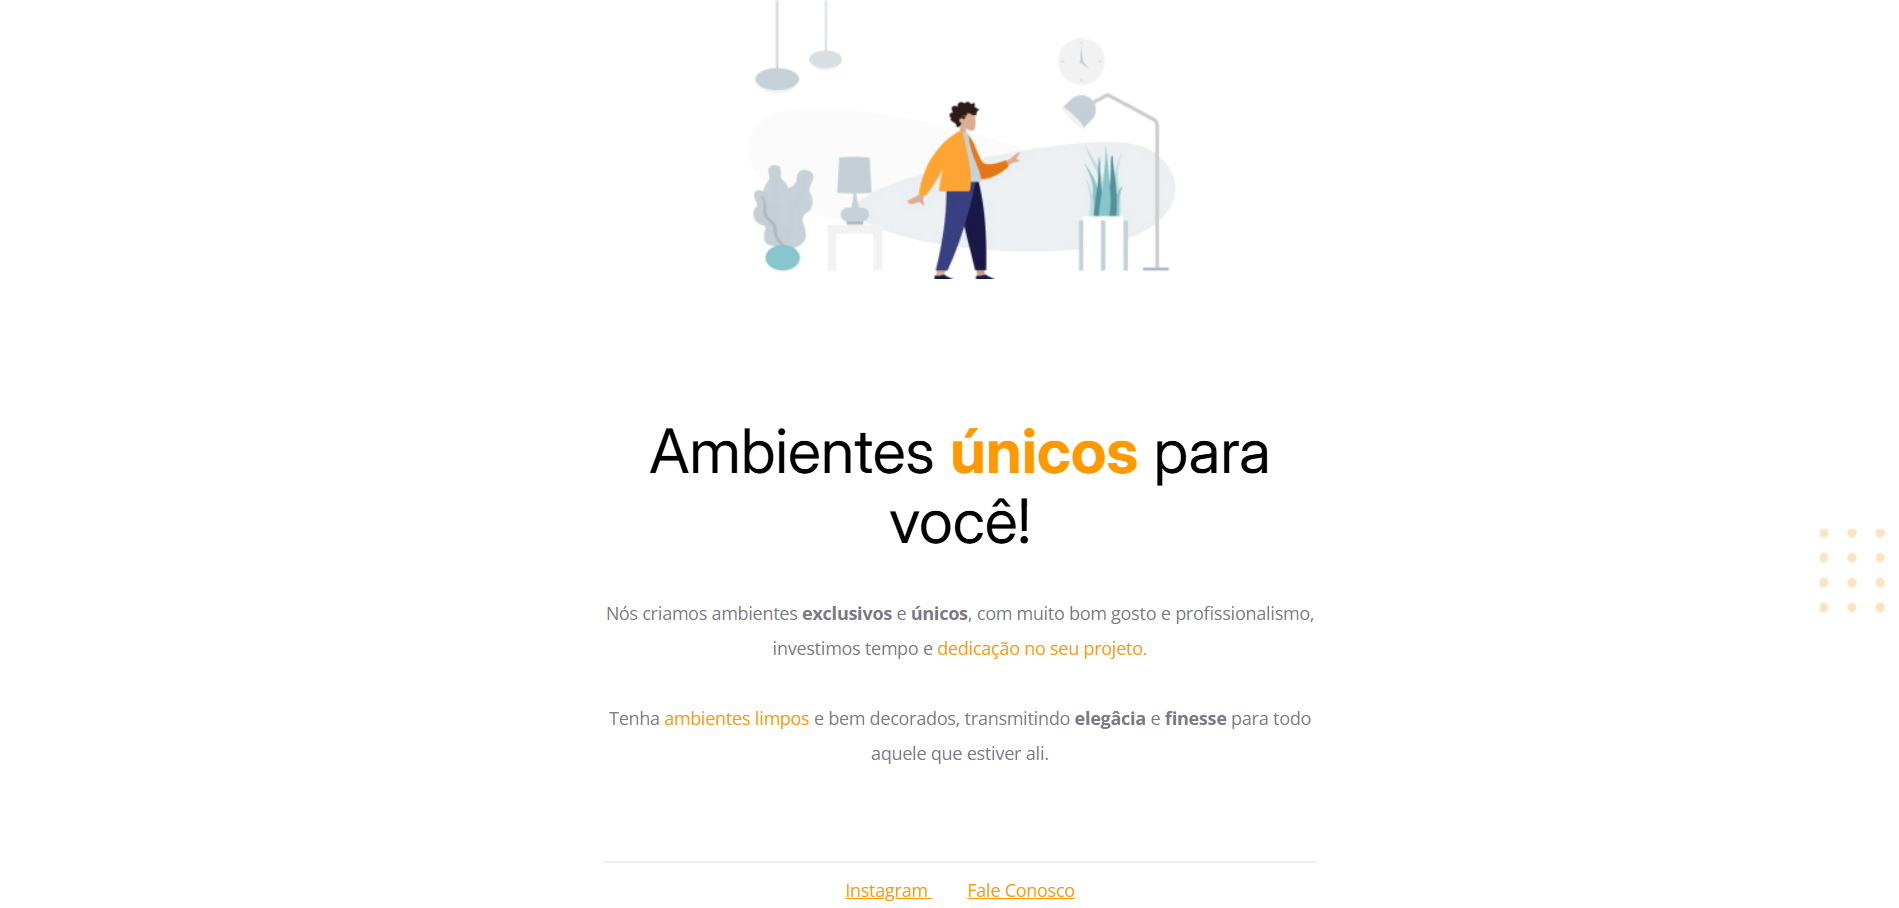 Ambientes únicos para
você!
Nós criamos ambientes exclusivos e únicos, com muito bom gosto e profissionalismo,
investimos tempo e dedicação no seu projeto.
Tenha ambientes limpos e bem decorados, transmitindo elegâcia e finesse para todo
aquele que estiver ali.
Instagram Fale Conosco